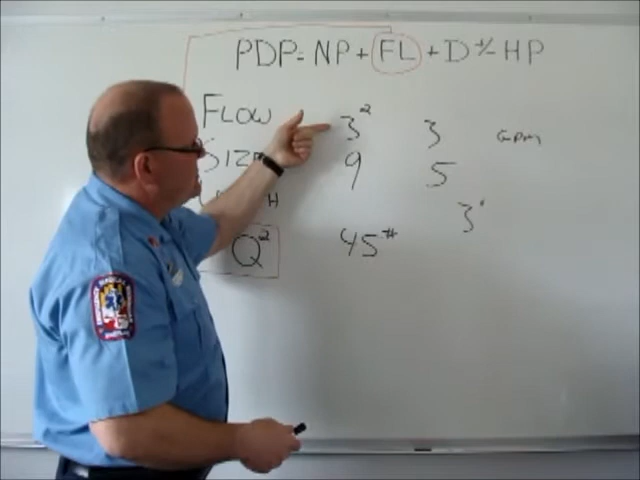 PDP= NP + FL + D +/- HP
FLOW 3² 3 GPM
SIZE 9 5
3"
Q² 45#